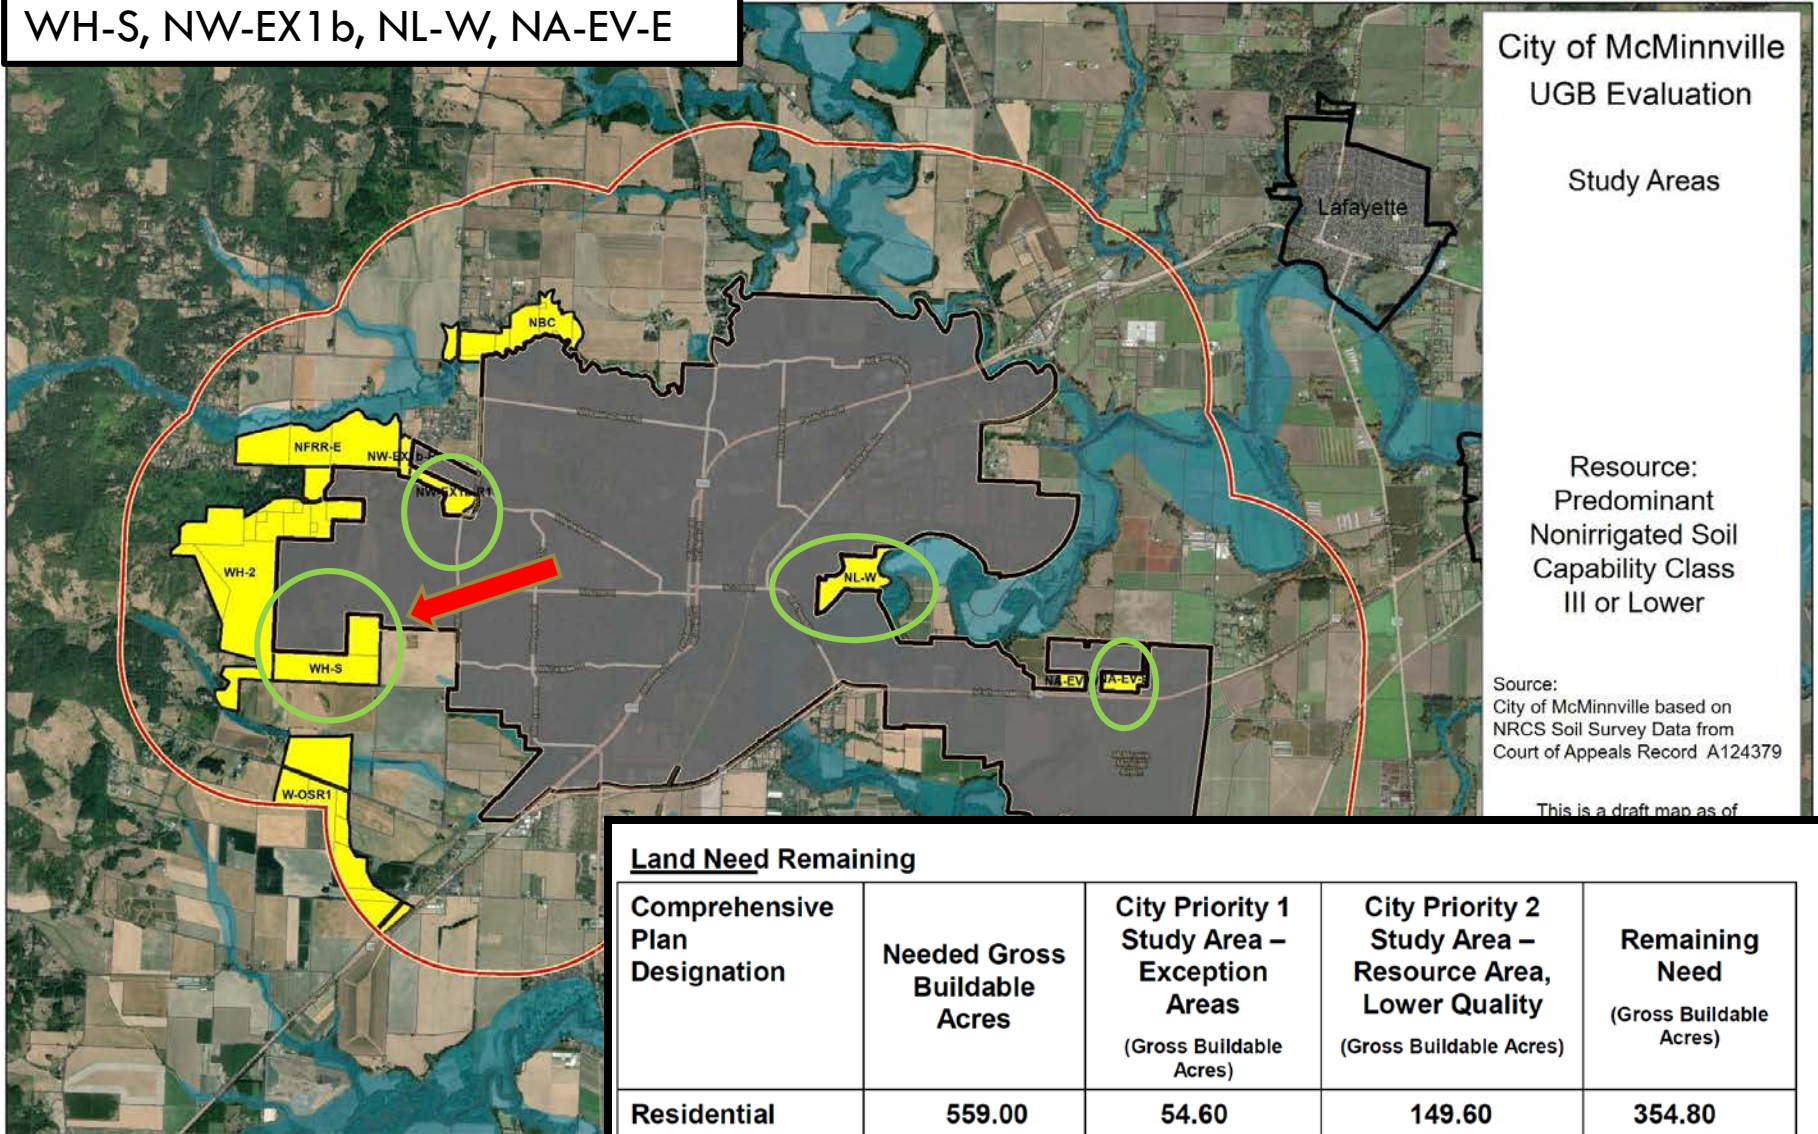 WH-S, NW-EX1b, NL-W, NA-EV-E
City of McMinnville
UGB Evaluation
Study Areas
Lafayette
NBC
NFRR-E
WH-2
NL-W
WH-S
NA-EV
W-OSR1
Resource:
Predominant
Nonirrigated Soil
Capability Class
III or Lower
Source:
City of McMinnville based on
NRCS Soil Survey Data from
Court of Appeals Record A124379
This is a draft map as of
Land Need Remaining
Comprehensive
Plan
Designation
Needed Gross
Buildable
Acres
City Priority 1
Study Area –
Exception
Areas
(Gross Buildable
Acres)
City Priority 2
Study Area –
Resource Area,
Lower Quality
(Gross Buildable Acres)
Remaining
Need
(Gross Buildable
Acres)
Residential 559.00 54.60 149.60 354.80